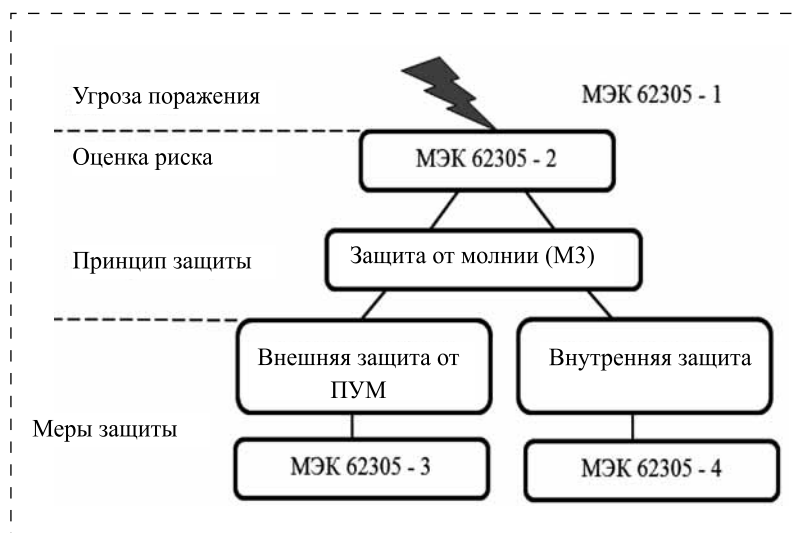 Угроза поражения
МЭК 62305 - 1
Оценка риска
МЭК 62305 - 2
Принцип защиты
Защита от молнии (МЗ)
Внешняя защита от
ПУМ
Внутренняя защита
Меры защиты
МЭК 62305 - 3
МЭК 62305 - 4